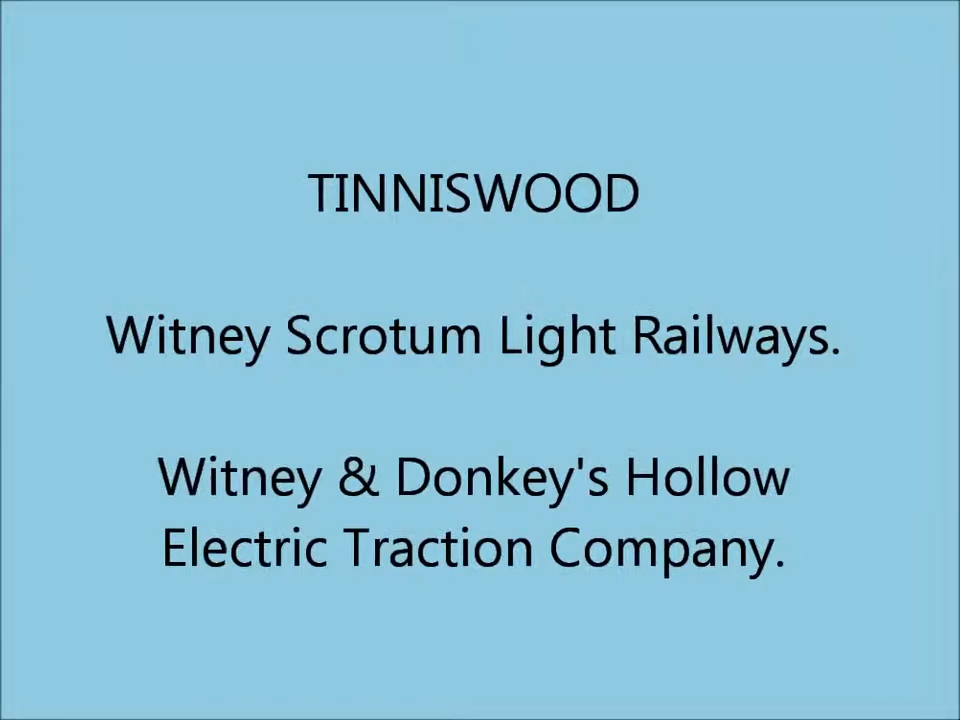 TINNISWOOD
Witney Scrotum Light Railways.
Witney & Donkey's Hollow
Electric Traction Company.